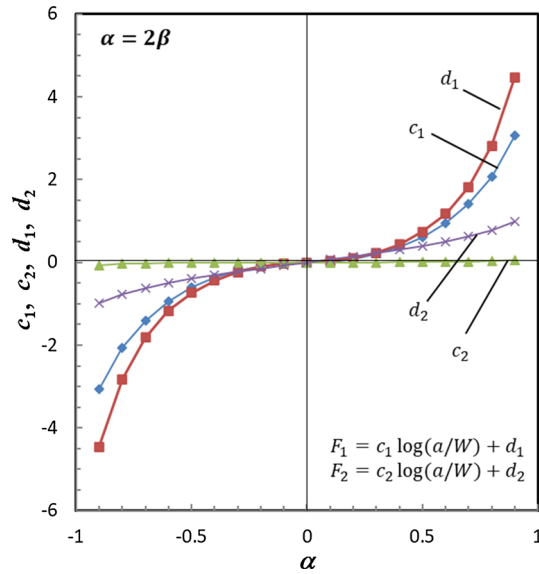 6
α = 2β
d₁
4
c₁
2
0
d₂
c₂
-2
-4
F₁ = c₁ log(a/W) + d₁
F₂ = c₂ log(a/W) + d₂
-6
-1 -0.5 0 0.5 1
α
c₁, c₂, d₁, d₂